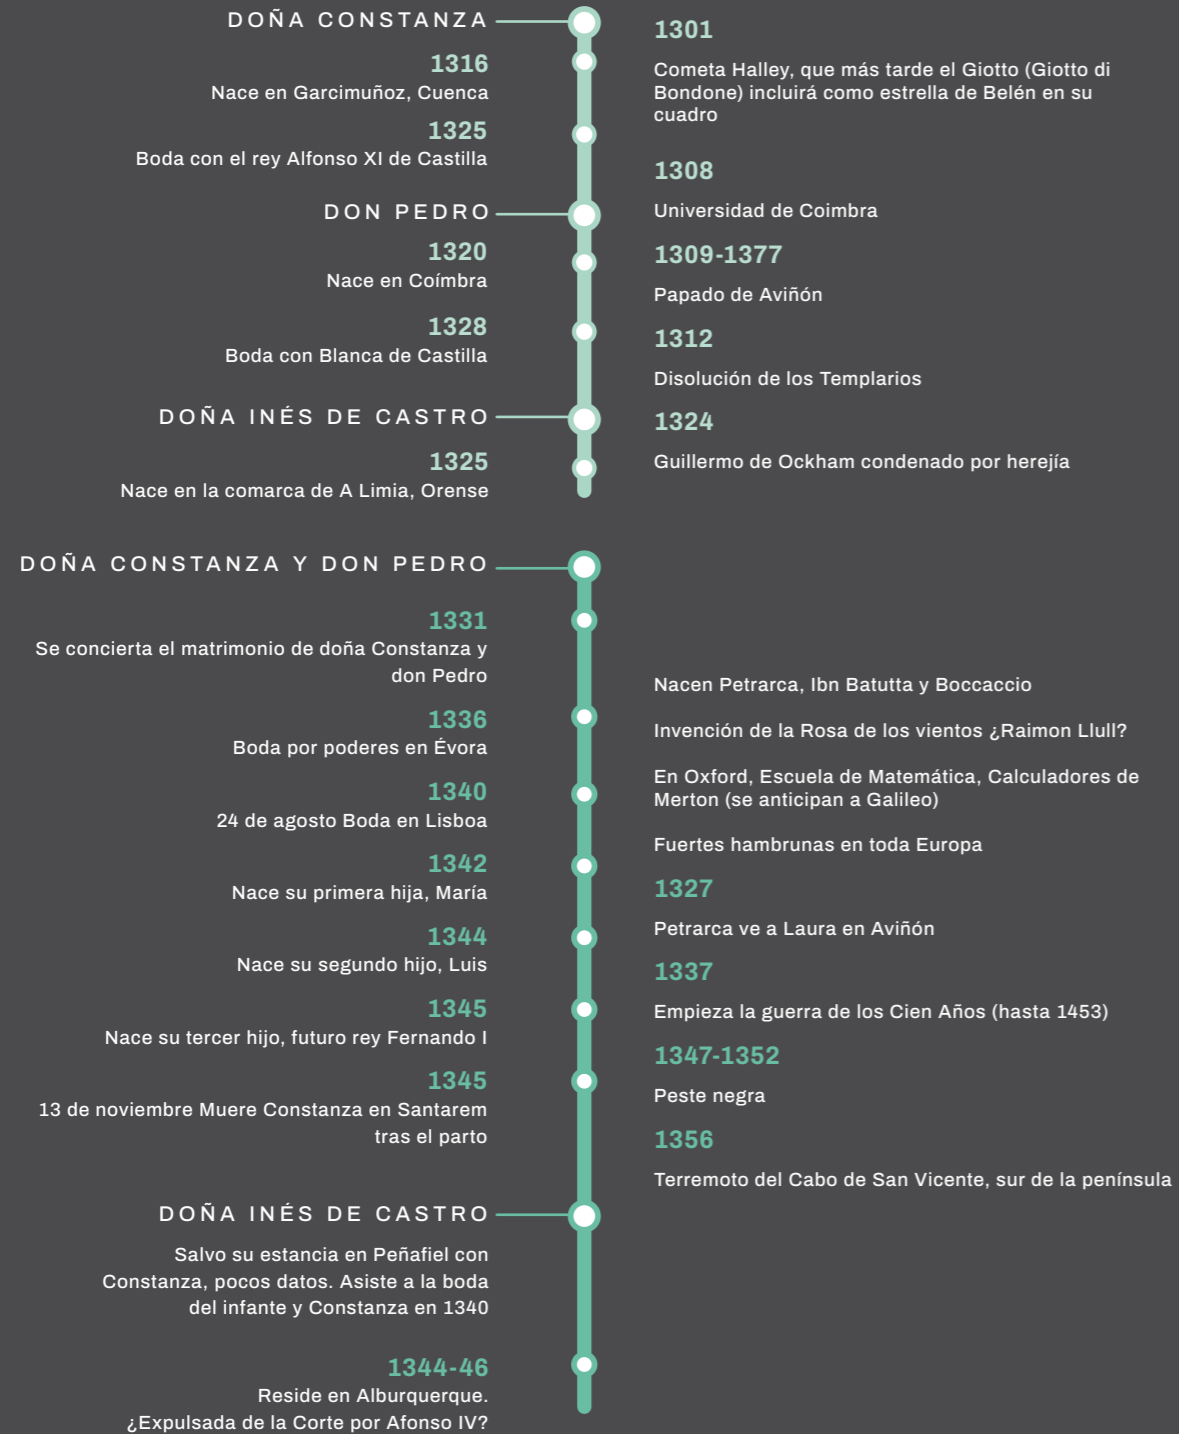 DOÑA CONSTANZA
1316
Nace en Garcimuñoz, Cuenca
1325
Boda con el rey Alfonso XI de Castilla
DON PEDRO
1320
Nace en Coímbra
1328
Boda con Blanca de Castilla
DOÑA INÉS DE CASTRO
1325
Nace en la comarca de A Limia, Orense
1301
Cometa Halley, que más tarde el Giotto (Giotto di
Bondone) incluirá como estrella de Belén en su
cuadro
1308
Universidad de Coimbra
1309-1377
Papado de Aviñón
1312
Disolución de los Templarios
1324
Guillermo de Ockham condenado por herejía
DOÑA CONSTANZA Y DON PEDRO
1331
Se concierta el matrimonio de doña Constanza y
don Pedro
1336
Boda por poderes en Évora
1340
24 de agosto Boda en Lisboa
1342
Nace su primera hija, María
1344
Nace su segundo hijo, Luis
1345
Nace su tercer hijo, futuro rey Fernando I
1345
13 de noviembre Muere Constanza en Santarem
tras el parto
DOÑA INÉS DE CASTRO
Salvo su estancia en Peñafiel con
Constanza, pocos datos. Asiste a la boda
del infante y Constanza en 1340
1344-46
Reside en Alburquerque.
¿Expulsada de la Corte por Afonso IV?
Nacen Petrarca, Ibn Batutta y Boccaccio
Invención de la Rosa de los vientos ¿Raimon Llull?
En Oxford, Escuela de Matemática, Calculadores de
Merton (se anticipan a Galileo)
Fuertes hambrunas en toda Europa
1327
Petrarca ve a Laura en Aviñón
1337
Empieza la guerra de los Cien Años (hasta 1453)
1347-1352
Peste negra
1356
Terremoto del Cabo de San Vicente, sur de la península